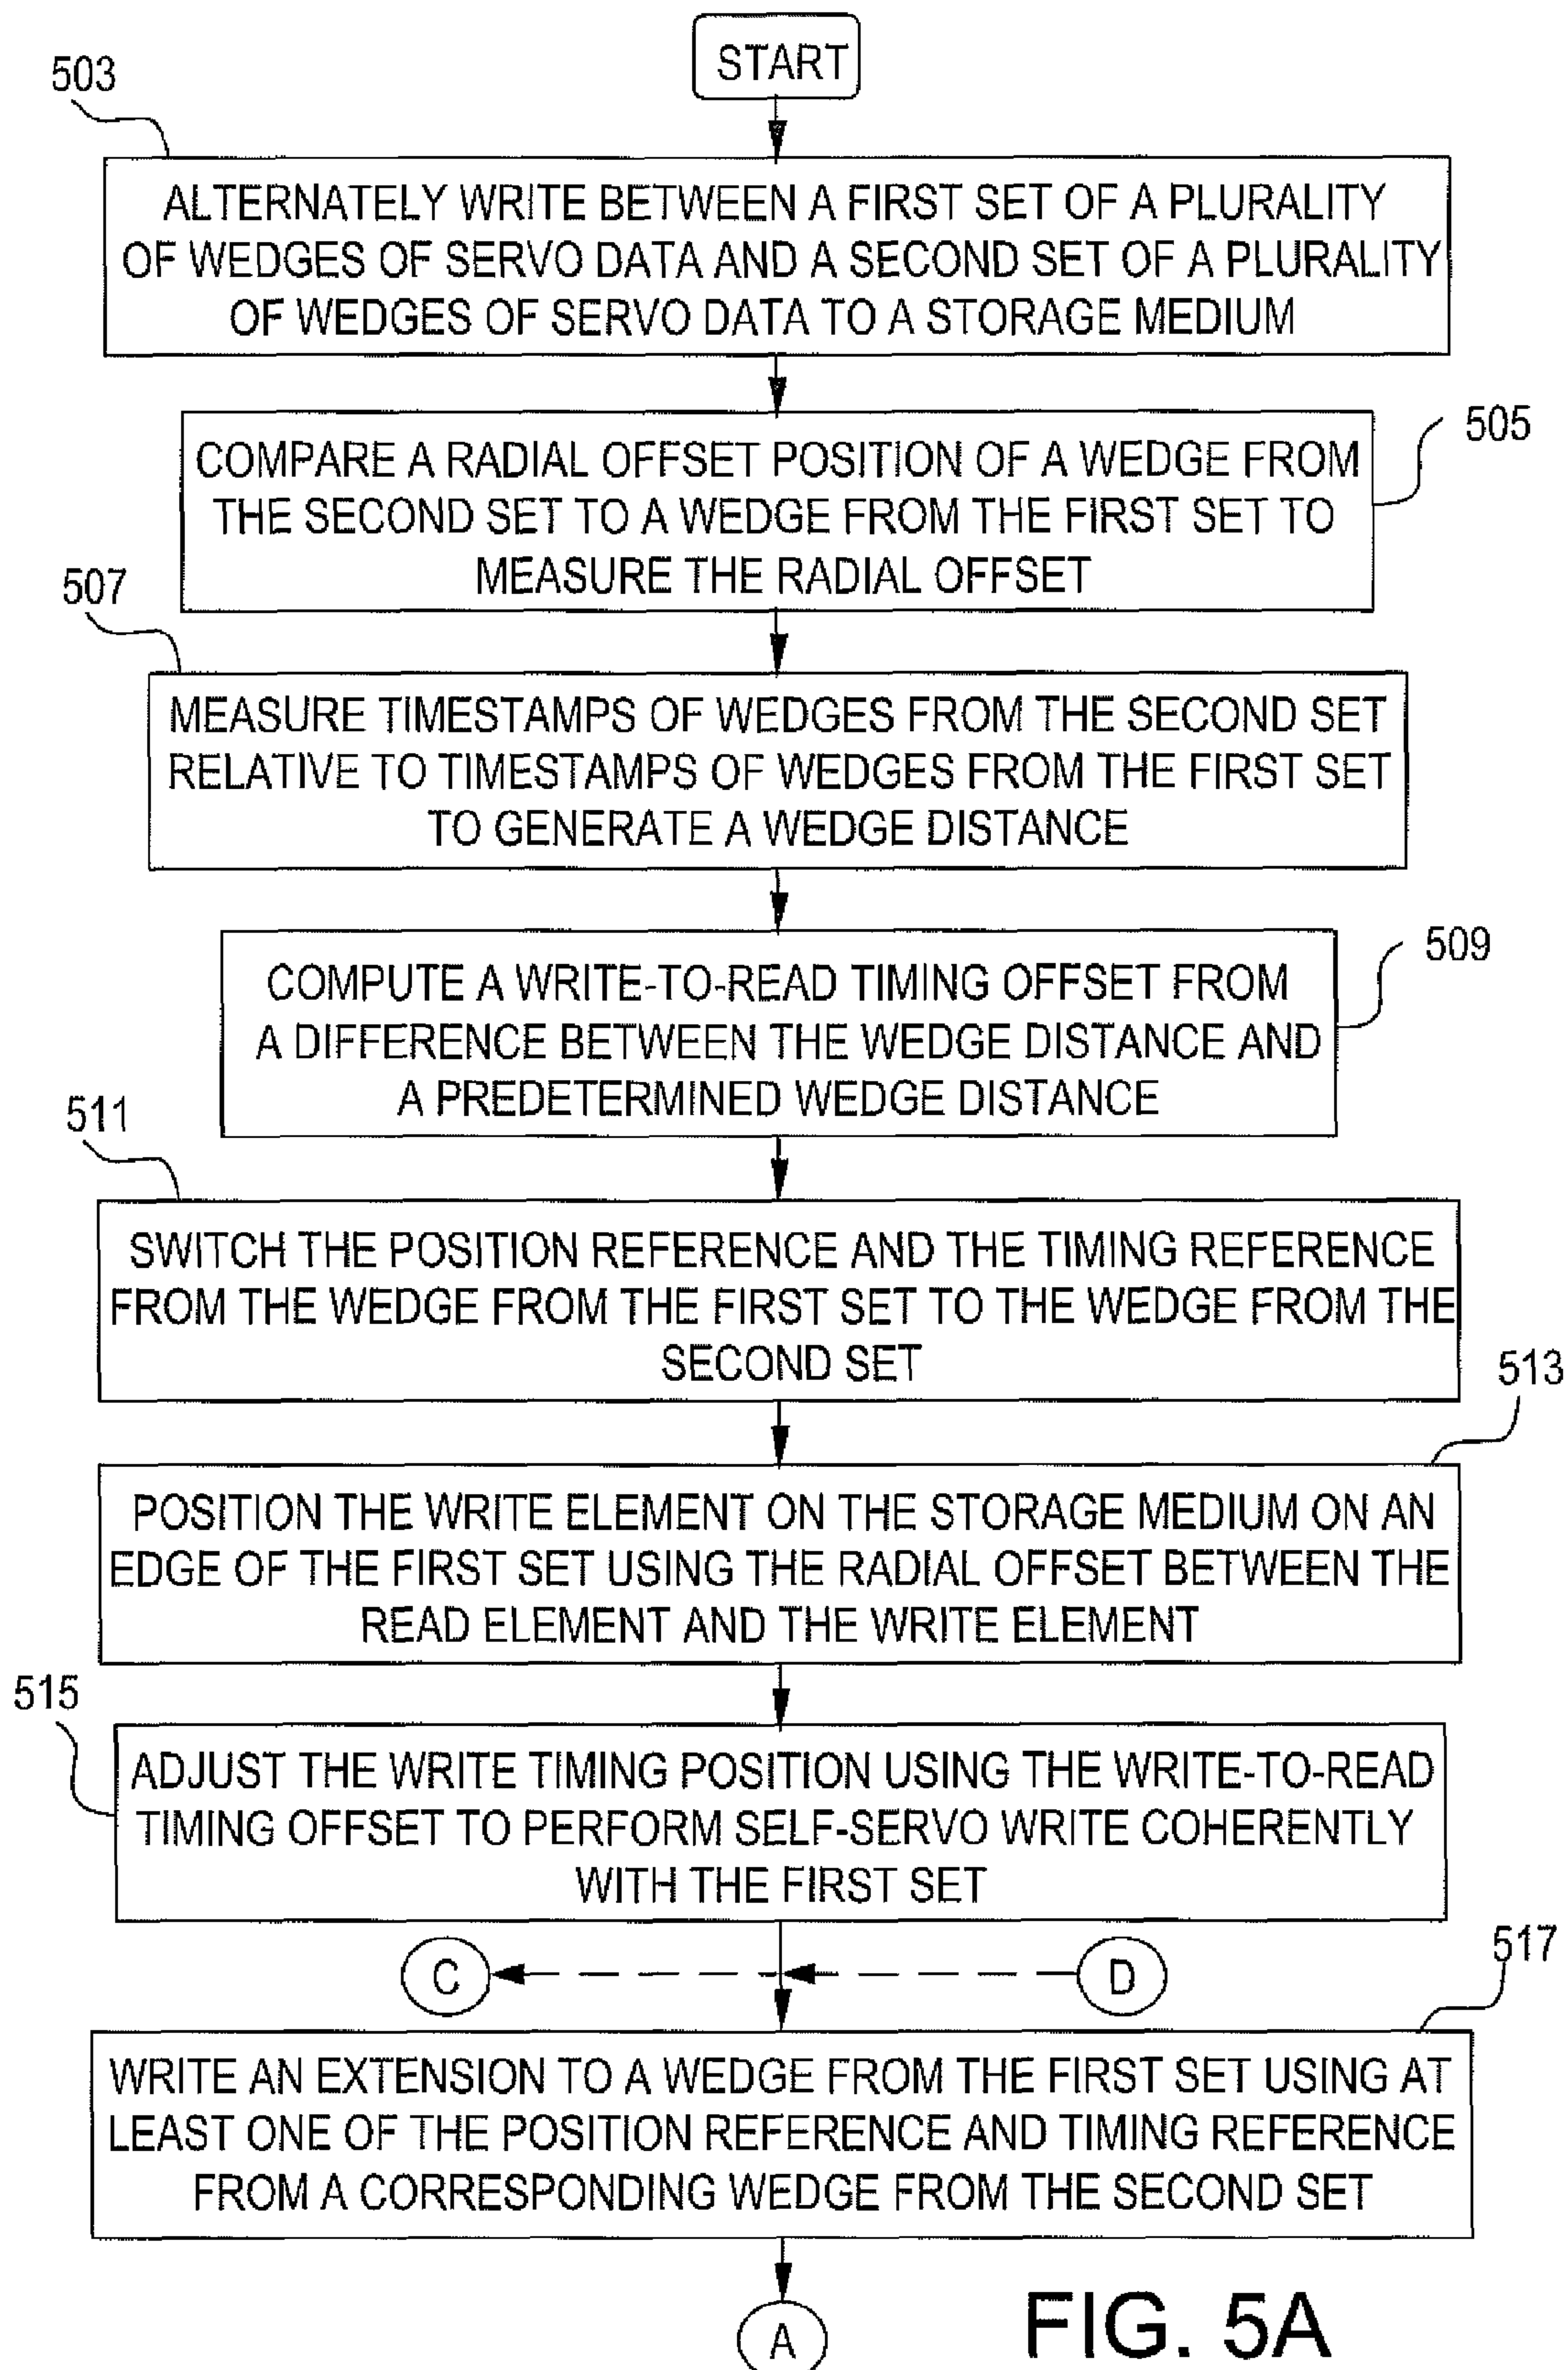 START
503
ALTERNATELY WRITE BETWEEN A FIRST SET OF A PLURALITY
OF WEDGES OF SERVO DATA AND A SECOND SET OF A PLURALITY
OF WEDGES OF SERVO DATA TO A STORAGE MEDIUM
505
COMPARE A RADIAL OFFSET POSITION OF A WEDGE FROM
THE SECOND SET TO A WEDGE FROM THE FIRST SET TO
MEASURE THE RADIAL OFFSET
507
MEASURE TIMESTAMPS OF WEDGES FROM THE SECOND SET
RELATIVE TO TIMESTAMPS OF WEDGES FROM THE FIRST SET
TO GENERATE A WEDGE DISTANCE
509
COMPUTE A WRITE-TO-READ TIMING OFFSET FROM
A DIFFERENCE BETWEEN THE WEDGE DISTANCE AND
A PREDETERMINED WEDGE DISTANCE
511
SWITCH THE POSITION REFERENCE AND THE TIMING REFERENCE
FROM THE WEDGE FROM THE FIRST SET TO THE WEDGE FROM THE
SECOND SET
513
POSITION THE WRITE ELEMENT ON THE STORAGE MEDIUM ON AN
EDGE OF THE FIRST SET USING THE RADIAL OFFSET BETWEEN THE
READ ELEMENT AND THE WRITE ELEMENT
515
ADJUST THE WRITE TIMING POSITION USING THE WRITE-TO-READ
TIMING OFFSET TO PERFORM SELF-SERVO WRITE COHERENTLY
WITH THE FIRST SET
C D
517
WRITE AN EXTENSION TO A WEDGE FROM THE FIRST SET USING AT
LEAST ONE OF THE POSITION REFERENCE AND TIMING REFERENCE
FROM A CORRESPONDING WEDGE FROM THE SECOND SET
A
FIG. 5A